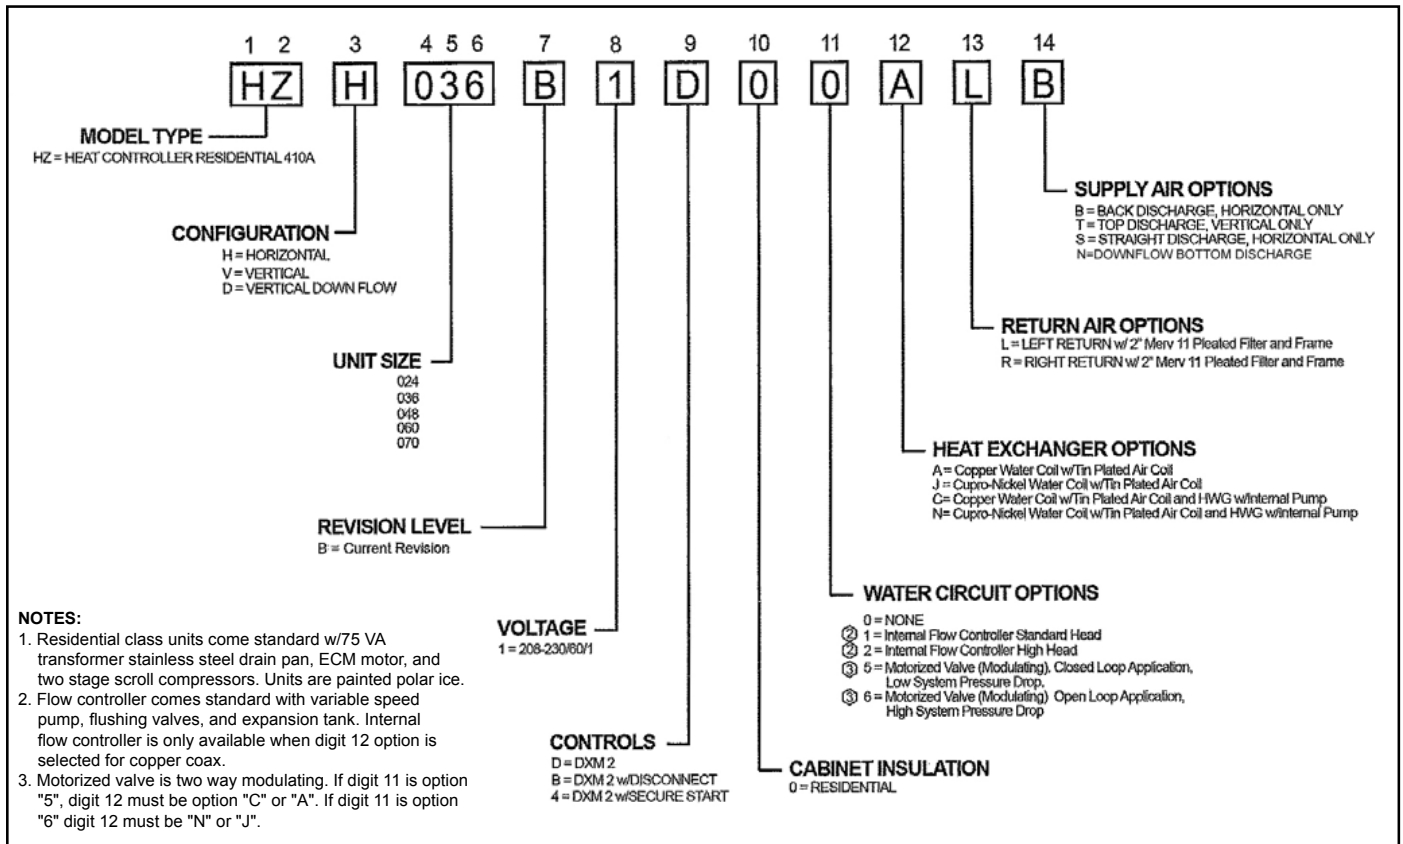 1 2 3 4 5 6 7 8 9 10 11 12 13 14
HZ H 036 B 1 D 0 0 A L B
MODEL TYPE
HZ = HEAT CONTROLLER RESIDENTIAL 410A
CONFIGURATION
H = HORIZONTAL
V = VERTICAL
D = VERTICAL DOWN FLOW
UNIT SIZE
024
036
048
060
070
REVISION LEVEL
B = Current Revision
VOLTAGE
1 = 208-230/60/1
CONTROLS
D = DXM 2
B = DXM 2 w/DISCONNECT
4 = DXM 2 w/SECURE START
CABINET INSULATION
0 = RESIDENTIAL
WATER CIRCUIT OPTIONS
0 = NONE
② 1 = Internal Flow Controller Standard Head
② 2 = Internal Flow Controller High Head
③ 5 = Motorized Valve (Modulating). Closed Loop Application,
Low System Pressure Drop,
③ 6 = Motorized Valve (Modulating) Open Loop Application,
High System Pressure Drop
HEAT EXCHANGER OPTIONS
A = Copper Water Coil w/Tin Plated Air Coil
J = Cupro-Nickel Water Coil w/Tin Plated Air Coil
C= Copper Water Coil w/Tin Plated Air Coil and HWG w/Internal Pump
N= Cupro-Nickel Water Coil w/Tin Plated Air Coil and HWG w/Internal Pump
RETURN AIR OPTIONS
L = LEFT RETURN w/ 2" Merv 11 Pleated Filter and Frame
R = RIGHT RETURN w/ 2" Merv 11 Pleated Filter and Frame
SUPPLY AIR OPTIONS
B = BACK DISCHARGE, HORIZONTAL ONLY
T = TOP DISCHARGE, VERTICAL ONLY
S = STRAIGHT DISCHARGE, HORIZONTAL ONLY
N=DOWNFLOW BOTTOM DISCHARGE
NOTES:
1. Residential class units come standard w/75 VA
transformer stainless steel drain pan, ECM motor, and
two stage scroll compressors. Units are painted polar ice.
2. Flow controller comes standard with variable speed
pump, flushing valves, and expansion tank. Internal
flow controller is only available when digit 12 option is
selected for copper coax.
3. Motorized valve is two way modulating. If digit 11 is option
"5", digit 12 must be option "C" or "A". If digit 11 is option
"6" digit 12 must be "N" or "J".